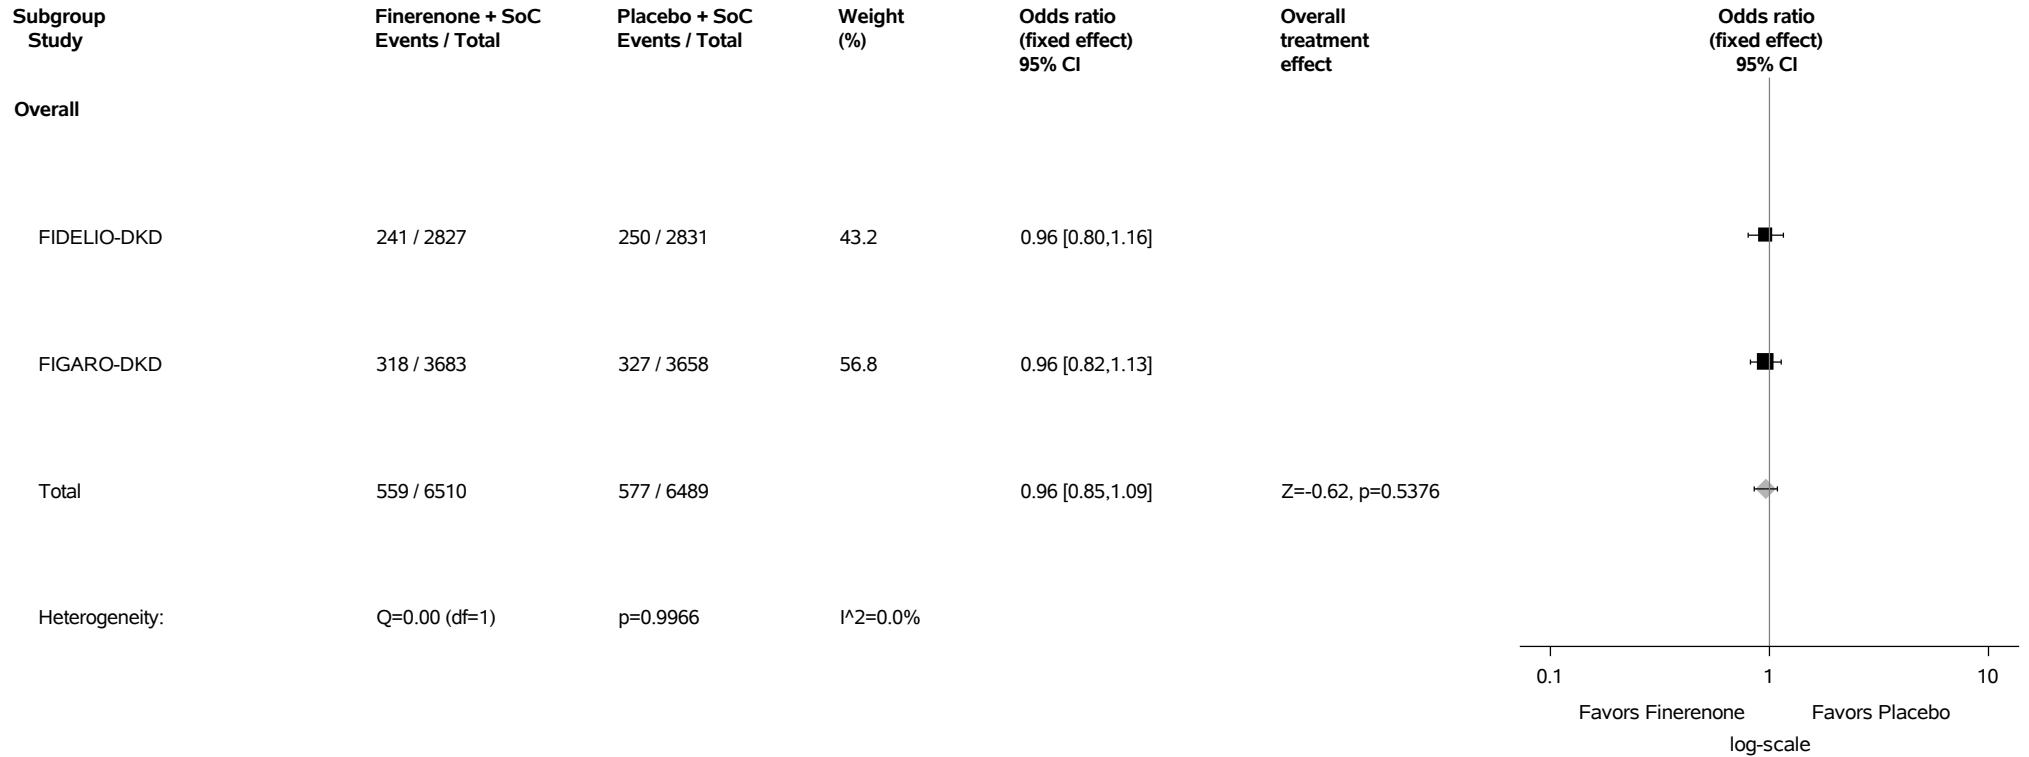 Subgroup Finerenone + SoC Placebo + SoC Weight Odds ratio Overall Odds ratio
Study Events / Total Events / Total (%) (fixed effect) treatment (fixed effect)
95% CI effect 95% CI
Overall
FIDELIO-DKD 241 / 2827 250 / 2831 43.2 0.96 [0.80,1.16]
FIGARO-DKD 318 / 3683 327 / 3658 56.8 0.96 [0.82,1.13]
Total 559 / 6510 577 / 6489 0.96 [0.85,1.09] Z=-0.62, p=0.5376
Heterogeneity: Q=0.00 (df=1) p=0.9966 I^2=0.0%
0.1 1 10
Favors Finerenone Favors Placebo
log-scale